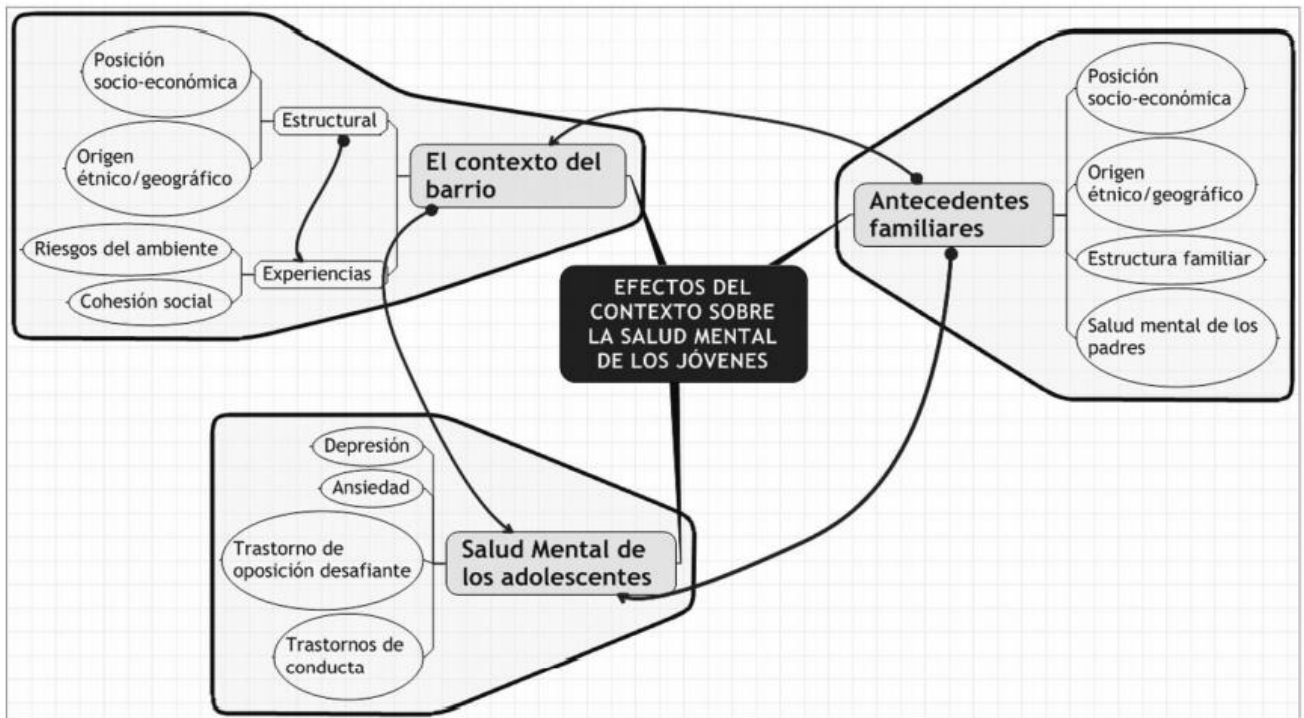 Posición
socio-económica
Estructural
Origen
étnico/geográfico
El contexto del
barrio
Riesgos del ambiente
Experiencias
Cohesión social
Posición
socio-económica
Origen
étnico/geográfico
Antecedentes
familiares
Estructura familiar
Salud mental de los
padres
EFECTOS DEL
CONTEXTO SOBRE
LA SALUD MENTAL
DE LOS JÓVENES
Depresión
Ansiedad
Trastorno de
oposición desafiante
Salud Mental de
los adolescentes
Trastornos de
conducta